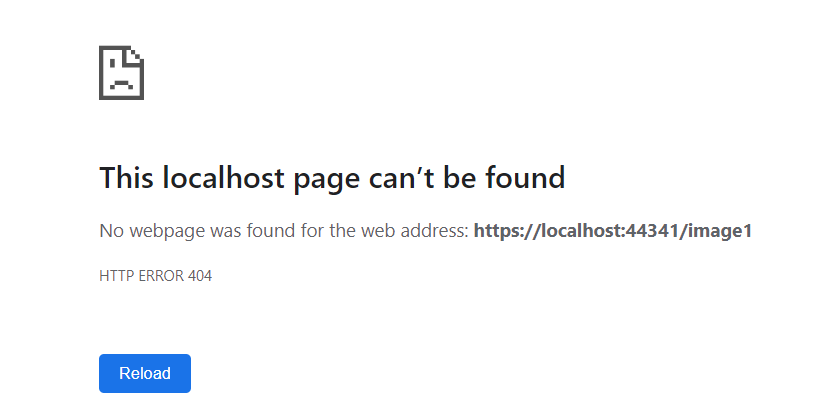 This localhost page can’t be found
No webpage was found for the web address: https://localhost:44341/image1
HTTP ERROR 404
Reload